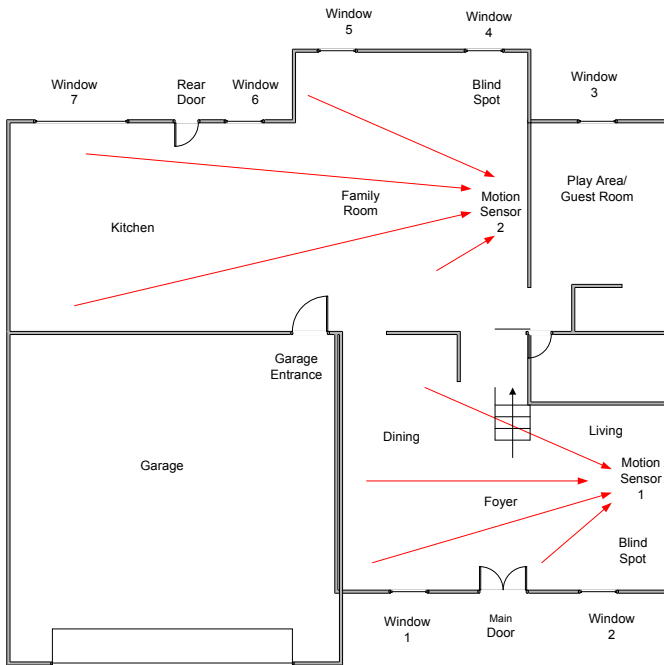 Window
5
Window
4
Window
7
Rear
Door
Window
6
Blind
Spot
Window
3
Family
Room
Motion
Sensor
2
Play Area/
Guest Room
Kitchen
Garage
Entrance
Dining
Living
Garage
Motion
Sensor
1
Foyer
Blind
Spot
Window
1
Main
Door
Window
2